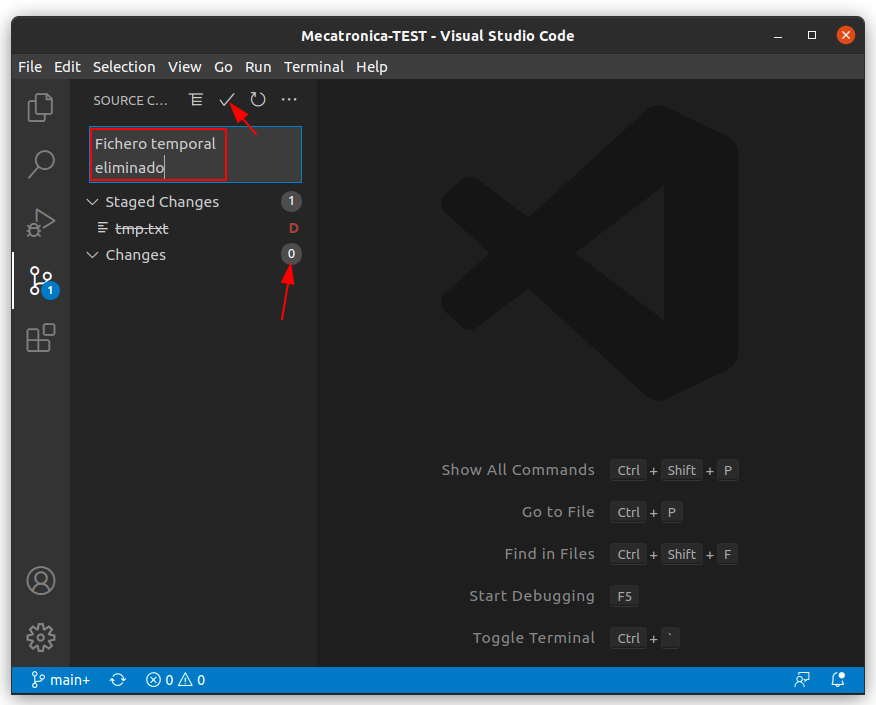 Mecatronica-TEST - Visual Studio Code
File Edit Selection View Go Run Terminal Help
SOURCE C...
Fichero temporal
eliminado
Staged Changes 1
tmp.txt D
Changes 0
1
Show All Commands Ctrl + Shift + P
Go to File Ctrl + P
Find in Files Ctrl + Shift + F
Start Debugging F5
Toggle Terminal Ctrl + `
main+ 0 0